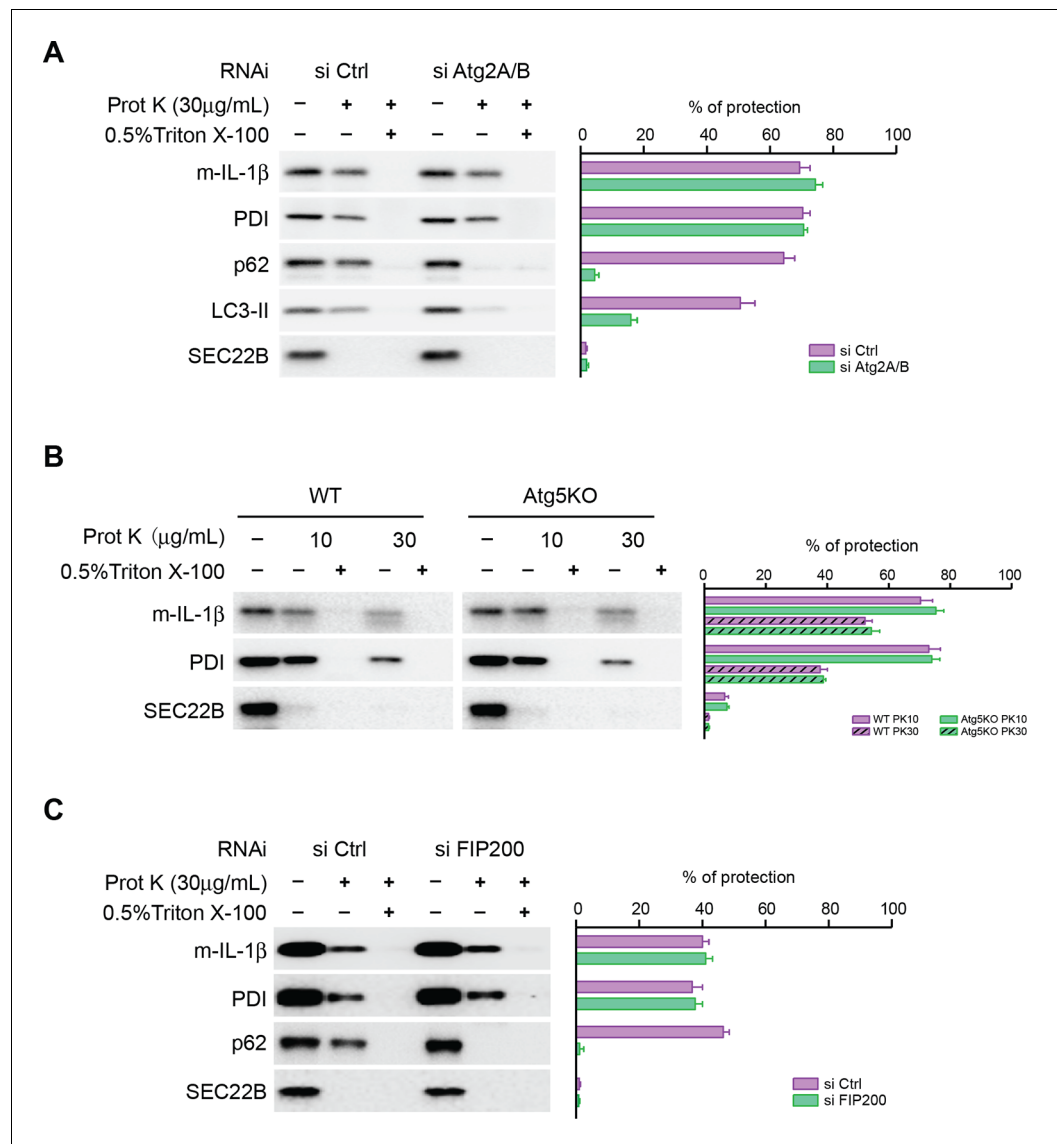 A
RNAi si Ctrl si Atg2A/B
Prot K (30μg/mL) – + + – + +
0.5%Triton X-100 – – + – – +
% of protection
0 20 40 60 80 100
m-IL-1β
PDI
p62
LC3-II
SEC22B
si Ctrl
si Atg2A/B
B
WT Atg5KO
Prot K (μg/mL) – 10 30 – 10 30
0.5%Triton X-100 – – + – + – – + – +
% of protection
0 20 40 60 80 100
m-IL-1β
PDI
SEC22B
WT PK10 Atg5KO PK10
WT PK30 Atg5KO PK30
C
RNAi si Ctrl si FIP200
Prot K (30μg/mL) – + + – + +
0.5%Triton X-100 – – + – – +
% of protection
0 20 40 60 80 100
m-IL-1β
PDI
p62
SEC22B
si Ctrl
si FIP200